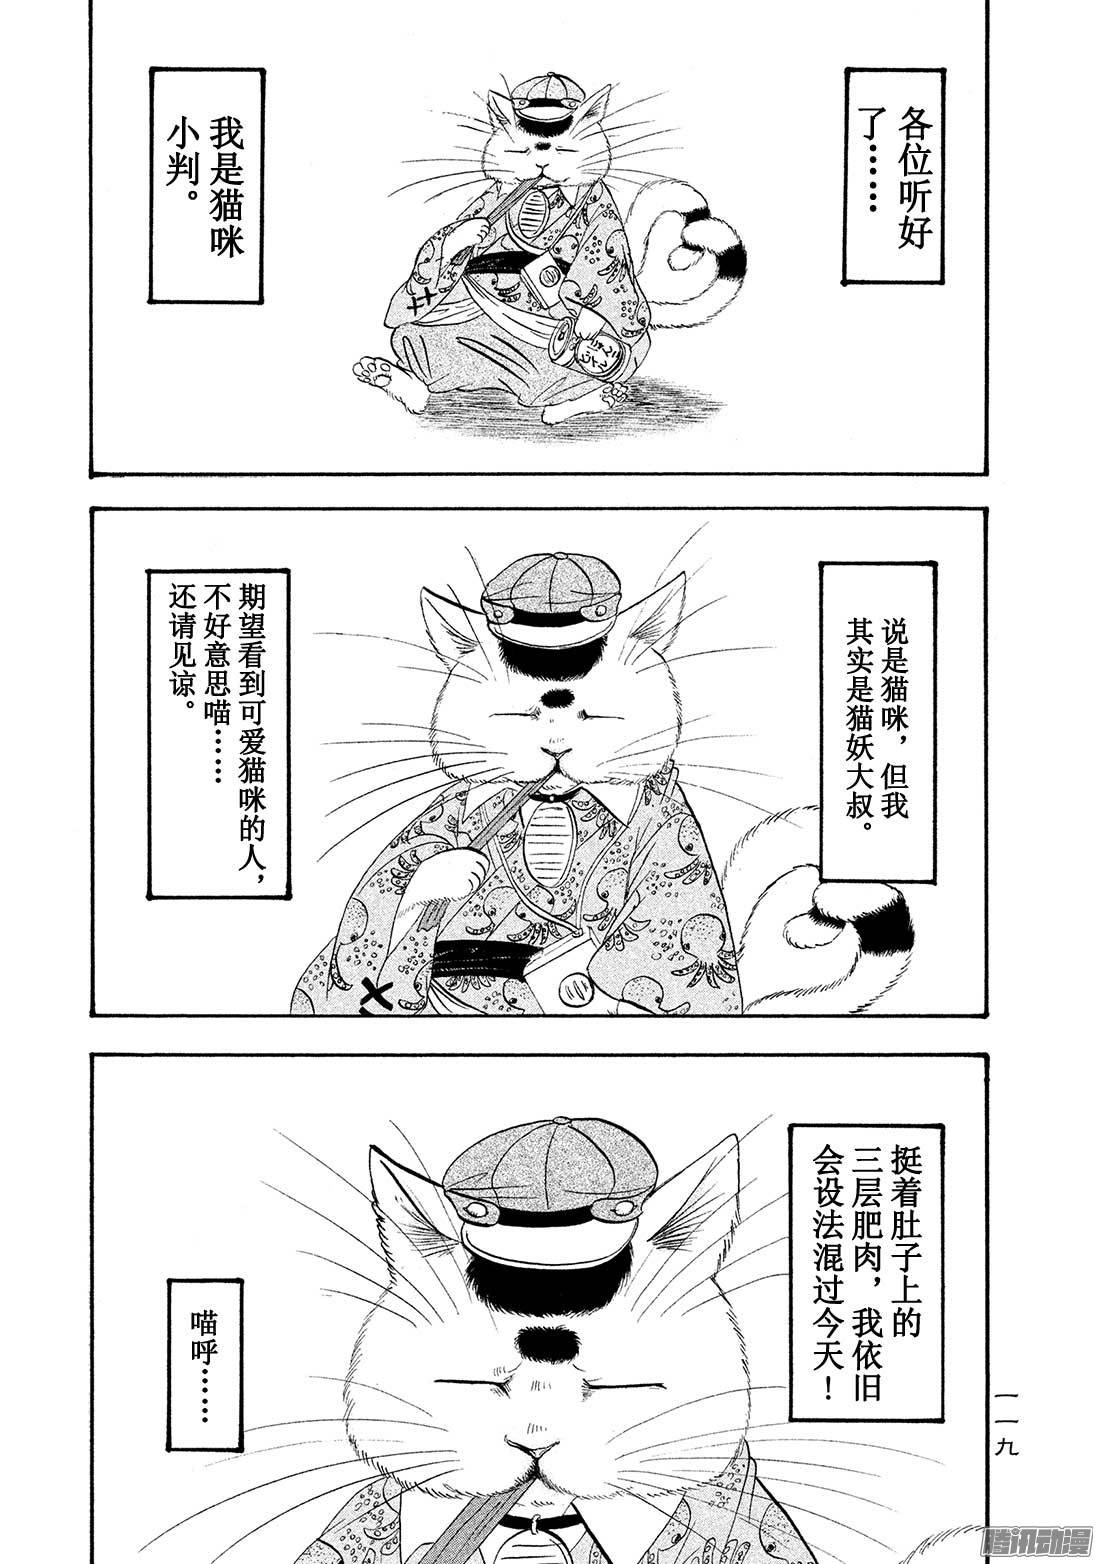 各位听好
了……
我是猫咪
小判。
说是猫咪，但我
其实是猫妖大叔。
期望看到可爱猫咪的人，
不好意思喵……
还请见谅。
挺着肚子上的
三层肥肉，我依旧
会设法混过今天！
喵呼……
一一九
腾讯动漫